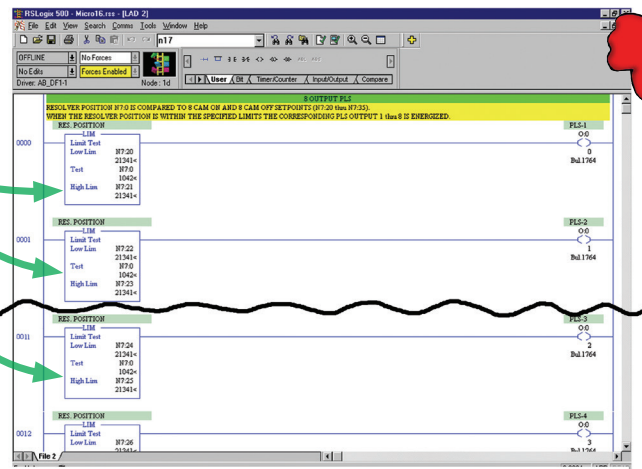 RSLogix 500 - Micro16.rss - [LAD 2]
File Edit View Search Comms Tools Window Help
n17
OFFLINE No Forces
No Edits Forces Enabled
Driver: AB_DF1-1 Node: 1d
User Bit Timer/Counter Input/Output Compare
8 OUTPUT PLS
RESOLVER POSITION N7:0 IS COMPARED TO 8 CAM ON AND 8 CAM OFF SETPOINTS (N7:20 thru N7:35).
WHEN THE RESOLVER POSITION IS WITHIN THE SPECIFIED LIMITS THE CORRESPONDING PLS OUTPUT 1 thru 8 IS ENERGIZED.
RES. POSITION PLS-1
LIM O:0
0000 Limit Test
Low Lim N7:20 0
21341< Bul.1764
Test N7:0
1042<
High Lim N7:21
21341<
RES. POSITION PLS-2
LIM O:0
0001 Limit Test
Low Lim N7:22 1
21341< Bul.1764
Test N7:0
1042<
High Lim N7:23
21341<
RES. POSITION PLS-3
LIM O:0
0011 Limit Test
Low Lim N7:24 2
21341< Bul.1764
Test N7:0
1042<
High Lim N7:25
21341<
RES. POSITION PLS-4
LIM O:0
0012 Limit Test
Low Lim N7:26 3
21341< Bul.1764
File 2